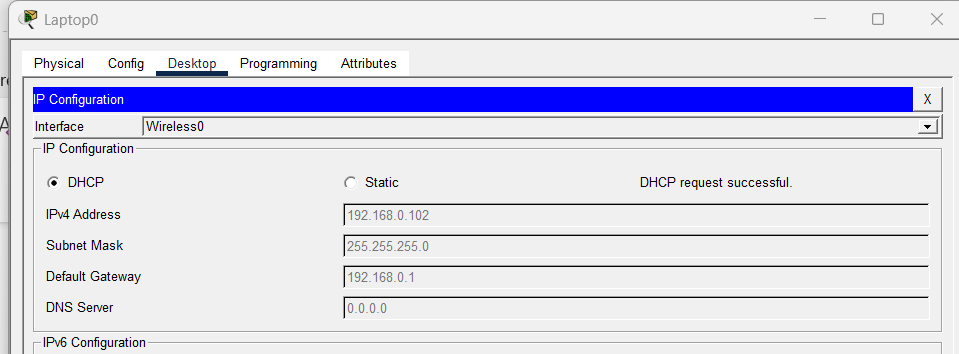 Laptop0
Physical Config Desktop Programming Attributes
IP Configuration X
Interface Wireless0
IP Configuration
DHCP Static DHCP request successful.
IPv4 Address 192.168.0.102
Subnet Mask 255.255.255.0
Default Gateway 192.168.0.1
DNS Server 0.0.0.0
IPv6 Configuration